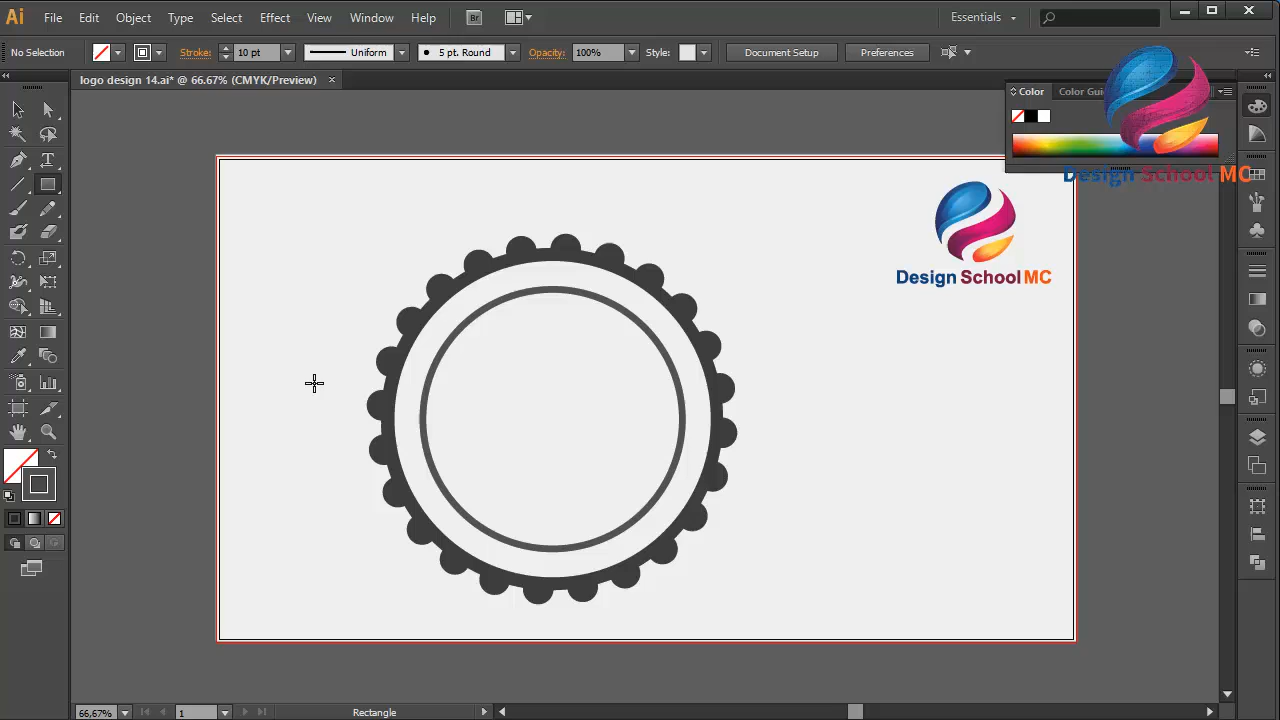 Ai File Edit Object Type Select Effect View Window Help Br Essentials
No Selection Stroke: 10 pt Uniform 5 pt. Round Opacity: 100% Style: Document Setup Preferences
logo design 14.ai* @ 66.67% (CMYK/Preview)
Color Color Gui
Design School MC
Design School MC
66,67% 1 Rectangle